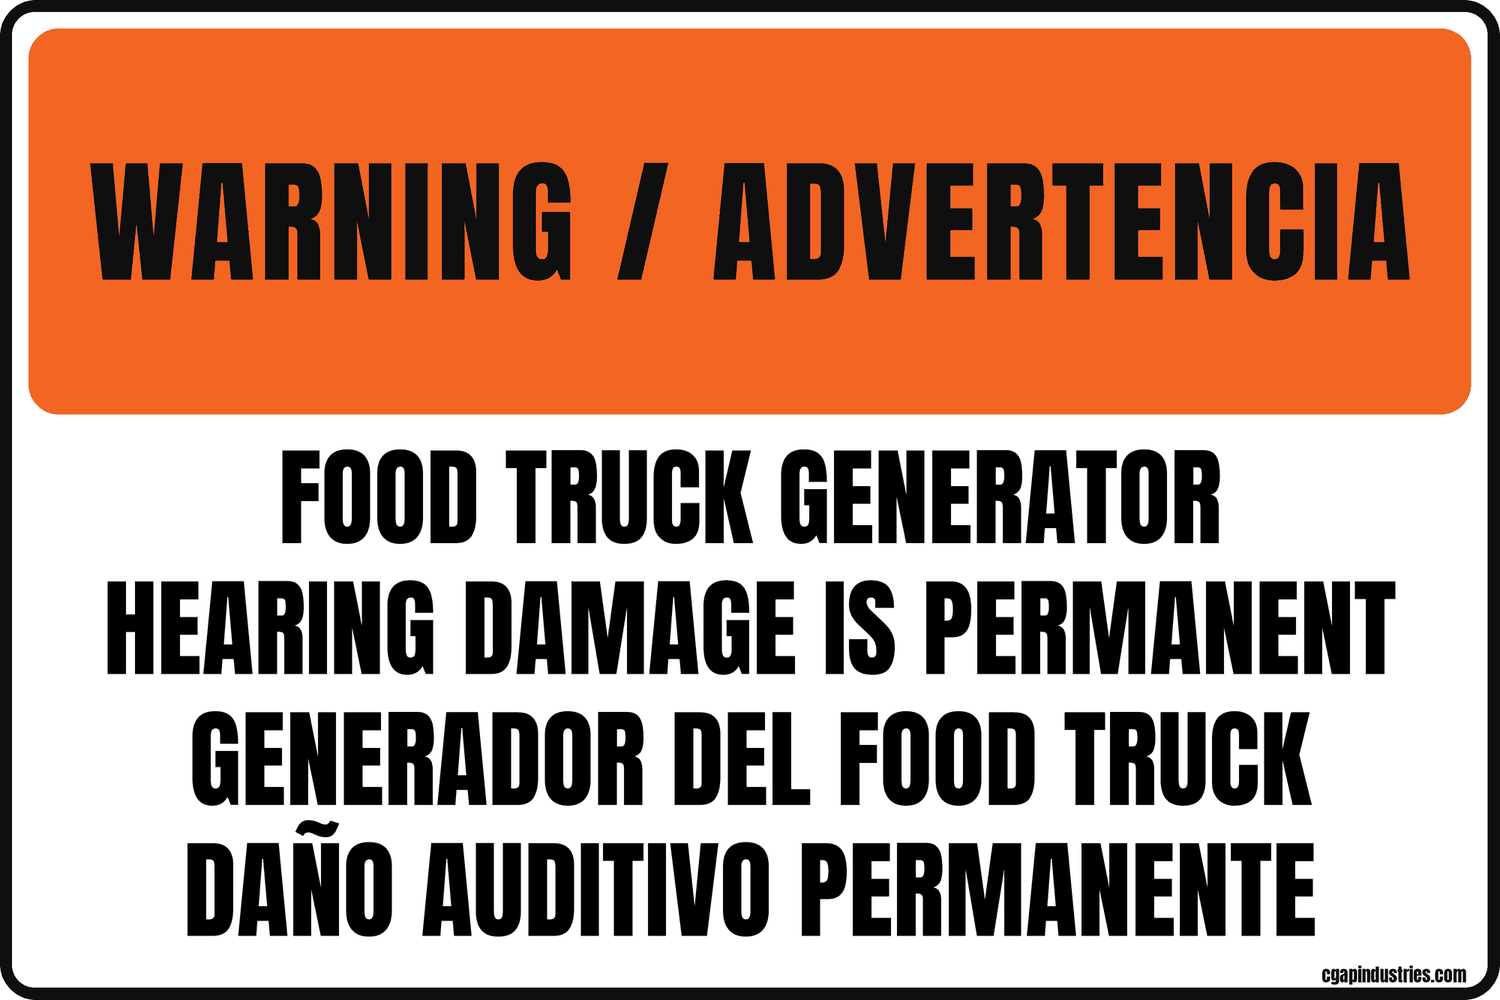 WARNING / ADVERTENCIA
FOOD TRUCK GENERATOR
HEARING DAMAGE IS PERMANENT
GENERADOR DEL FOOD TRUCK
DAÑO AUDITIVO PERMANENTE
cgapindustries.com